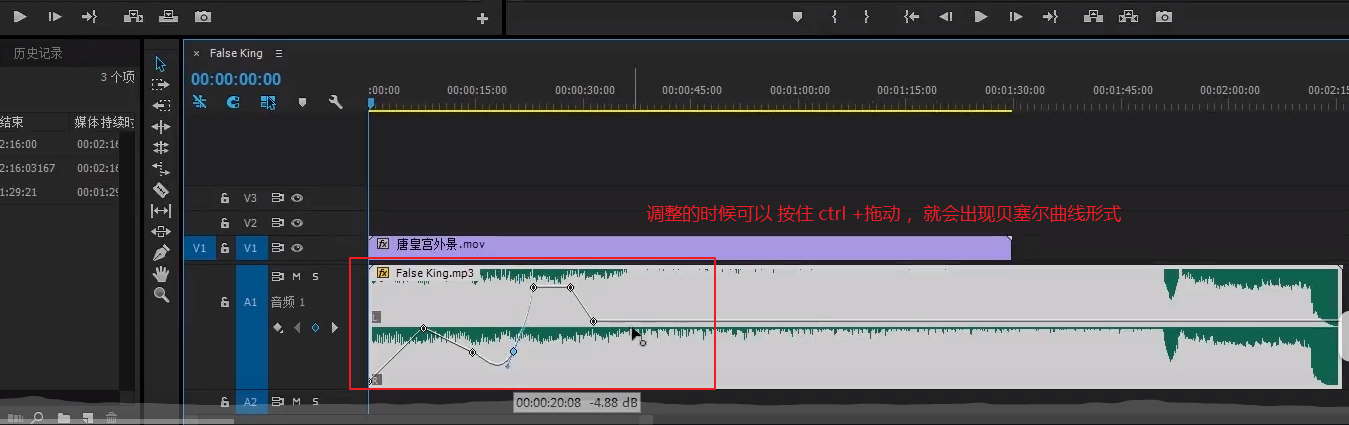 历史记录
3 个项
结束
媒体持续时
2:16:00
00:02:16
2:16:03167
00:02:16
1:29:21
00:01:29
× False King
00:00:00:00
:00:00
00:00:15:00
00:00:30:00
00:00:45:00
00:01:00:00
00:01:15:00
00:01:30:00
00:01:45:00
00:02:00:00
00:02:15
V3
调整的时候可以 按住 ctrl +拖动 ，就会出现贝塞尔曲线形式
V2
V1
V1
fx 唐皇宫外景.mov
fx False King.mp3
M S
A1
音频 1
L
R
A2
M S
00:00:20:08 -4.88 dB